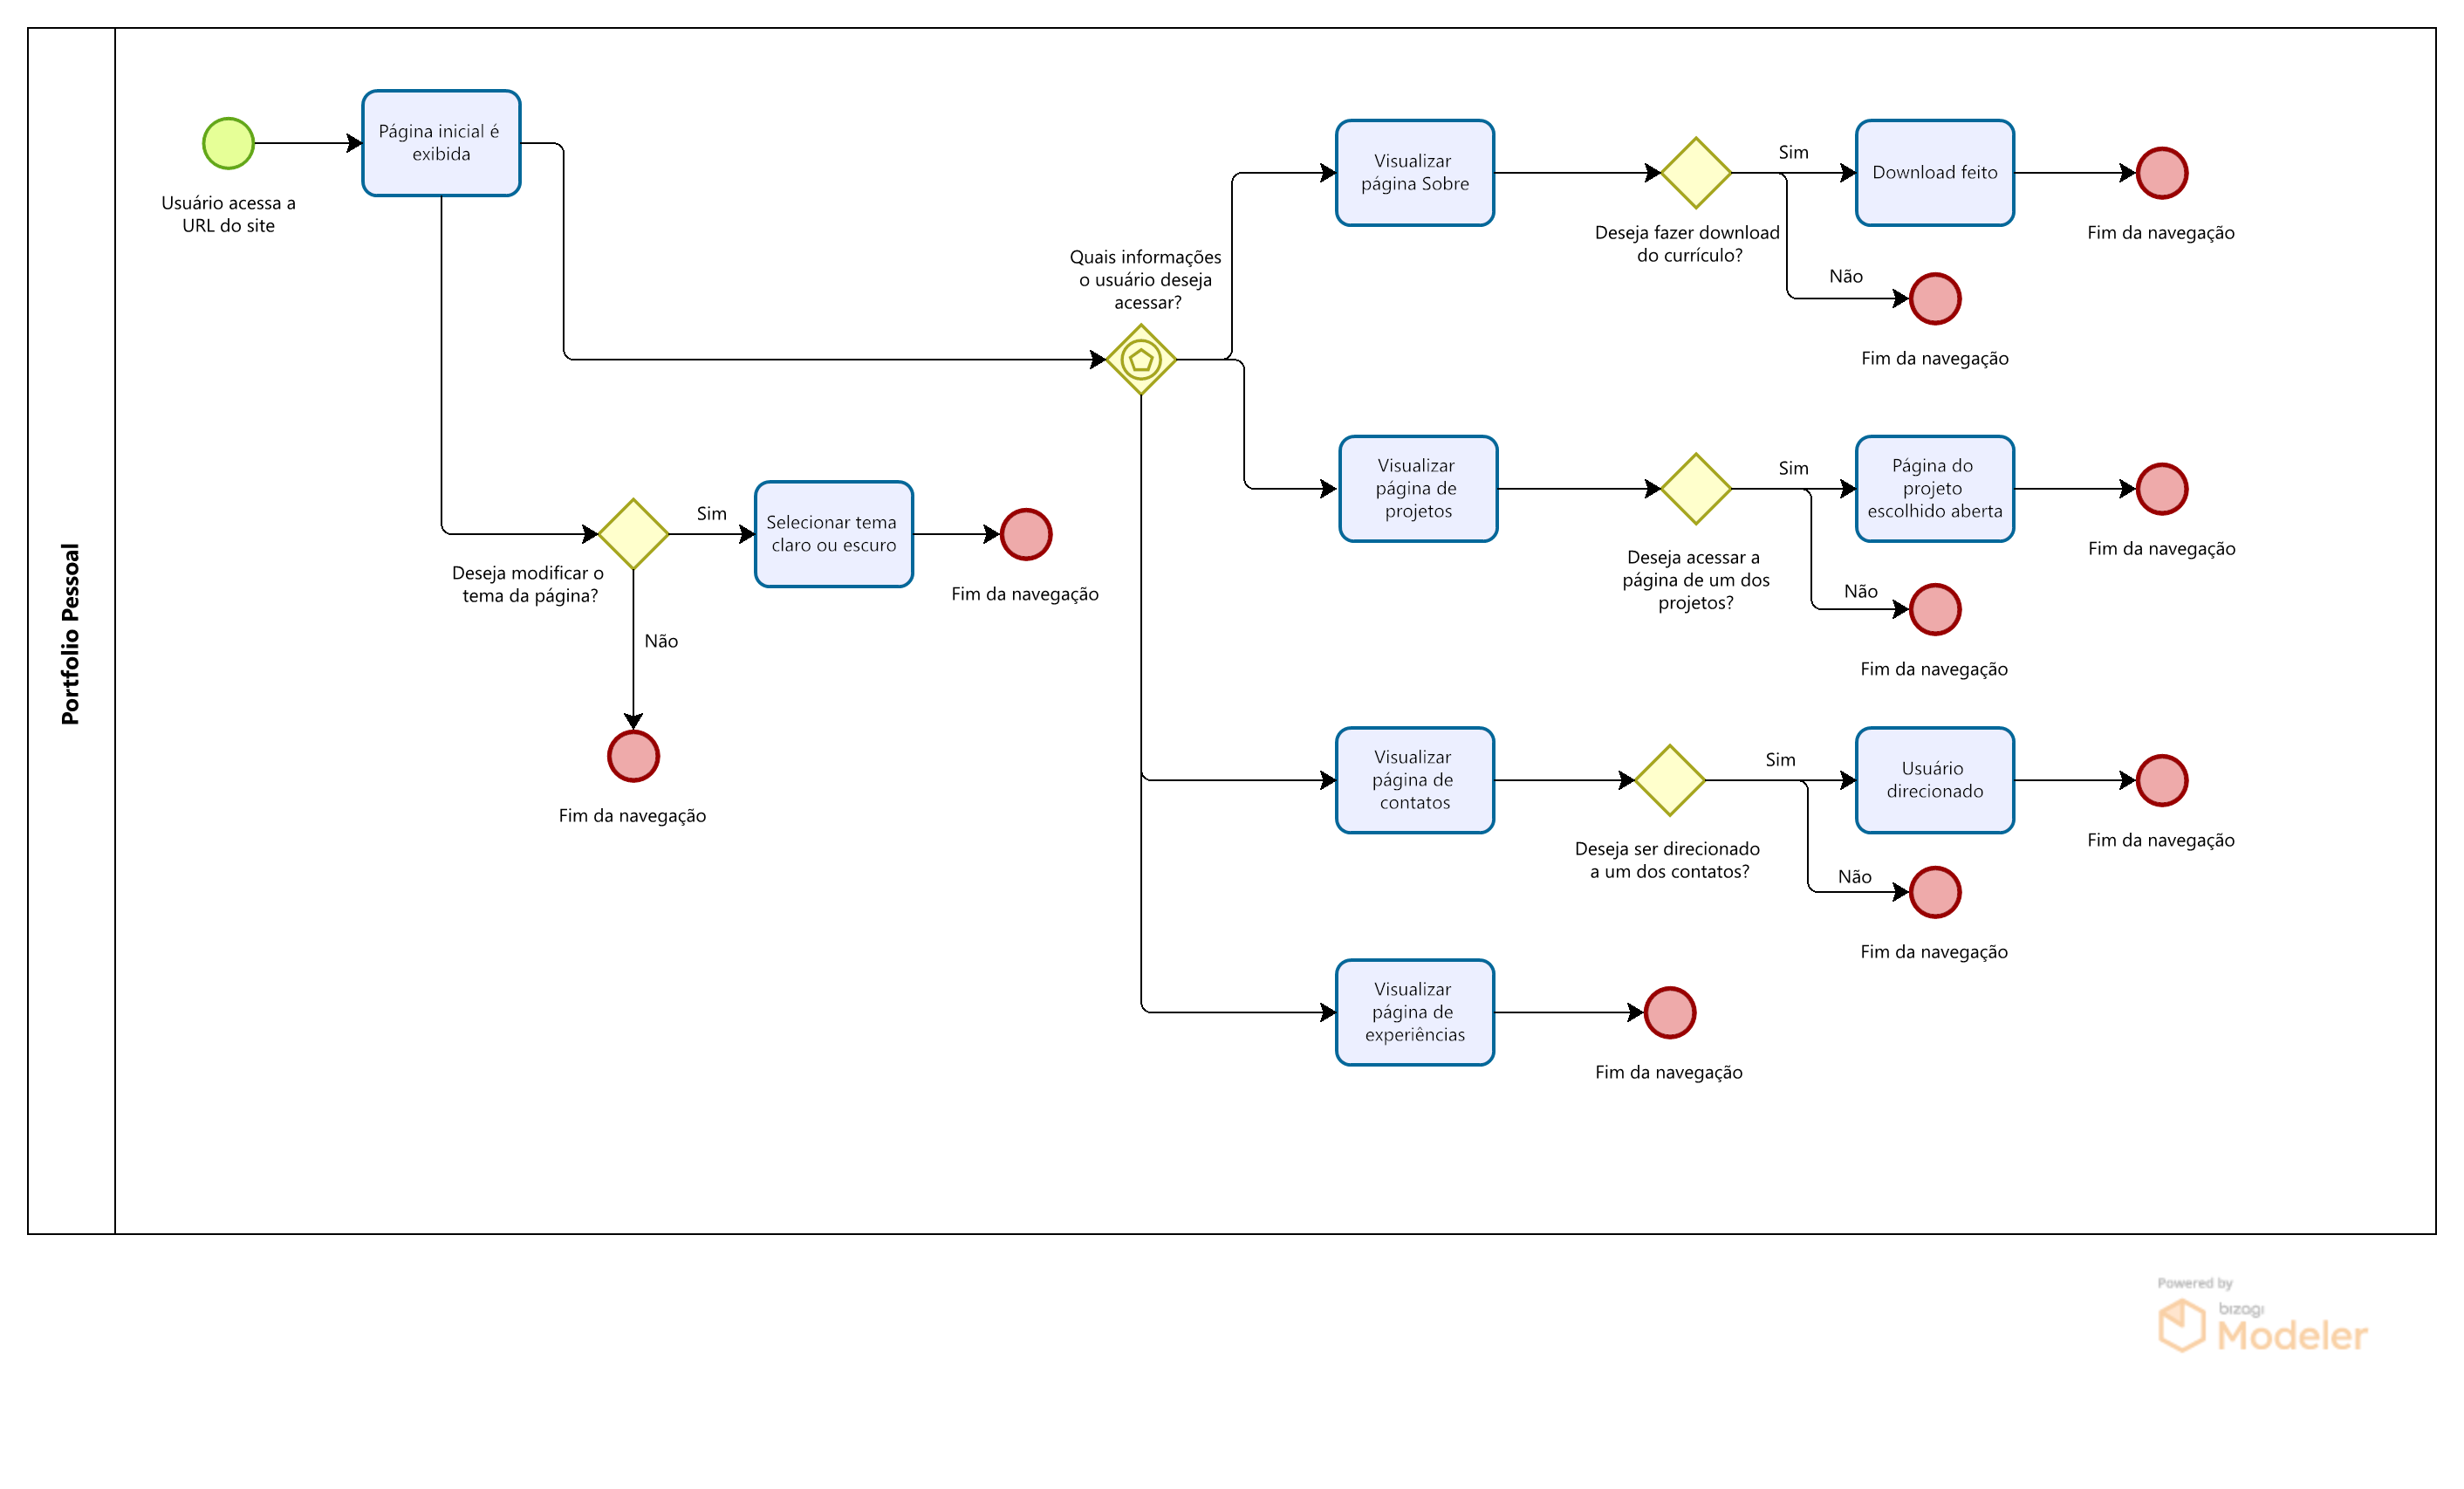 Portfolio Pessoal
Usuário acessa a
URL do site
Página inicial é
exibida
Deseja modificar o
tema da página?
Sim
Selecionar tema
claro ou escuro
Fim da navegação
Não
Fim da navegação
Quais informações
o usuário deseja
acessar?
Visualizar
página Sobre
Deseja fazer download
do currículo?
Sim
Download feito
Fim da navegação
Não
Fim da navegação
Visualizar
página de
projetos
Deseja acessar a
página de um dos
projetos?
Sim
Página do
projeto
escolhido aberta
Fim da navegação
Não
Fim da navegação
Visualizar
página de
contatos
Deseja ser direcionado
a um dos contatos?
Sim
Usuário
direcionado
Fim da navegação
Não
Fim da navegação
Visualizar
página de
experiências
Fim da navegação
Powered by
bizagi
Modeler